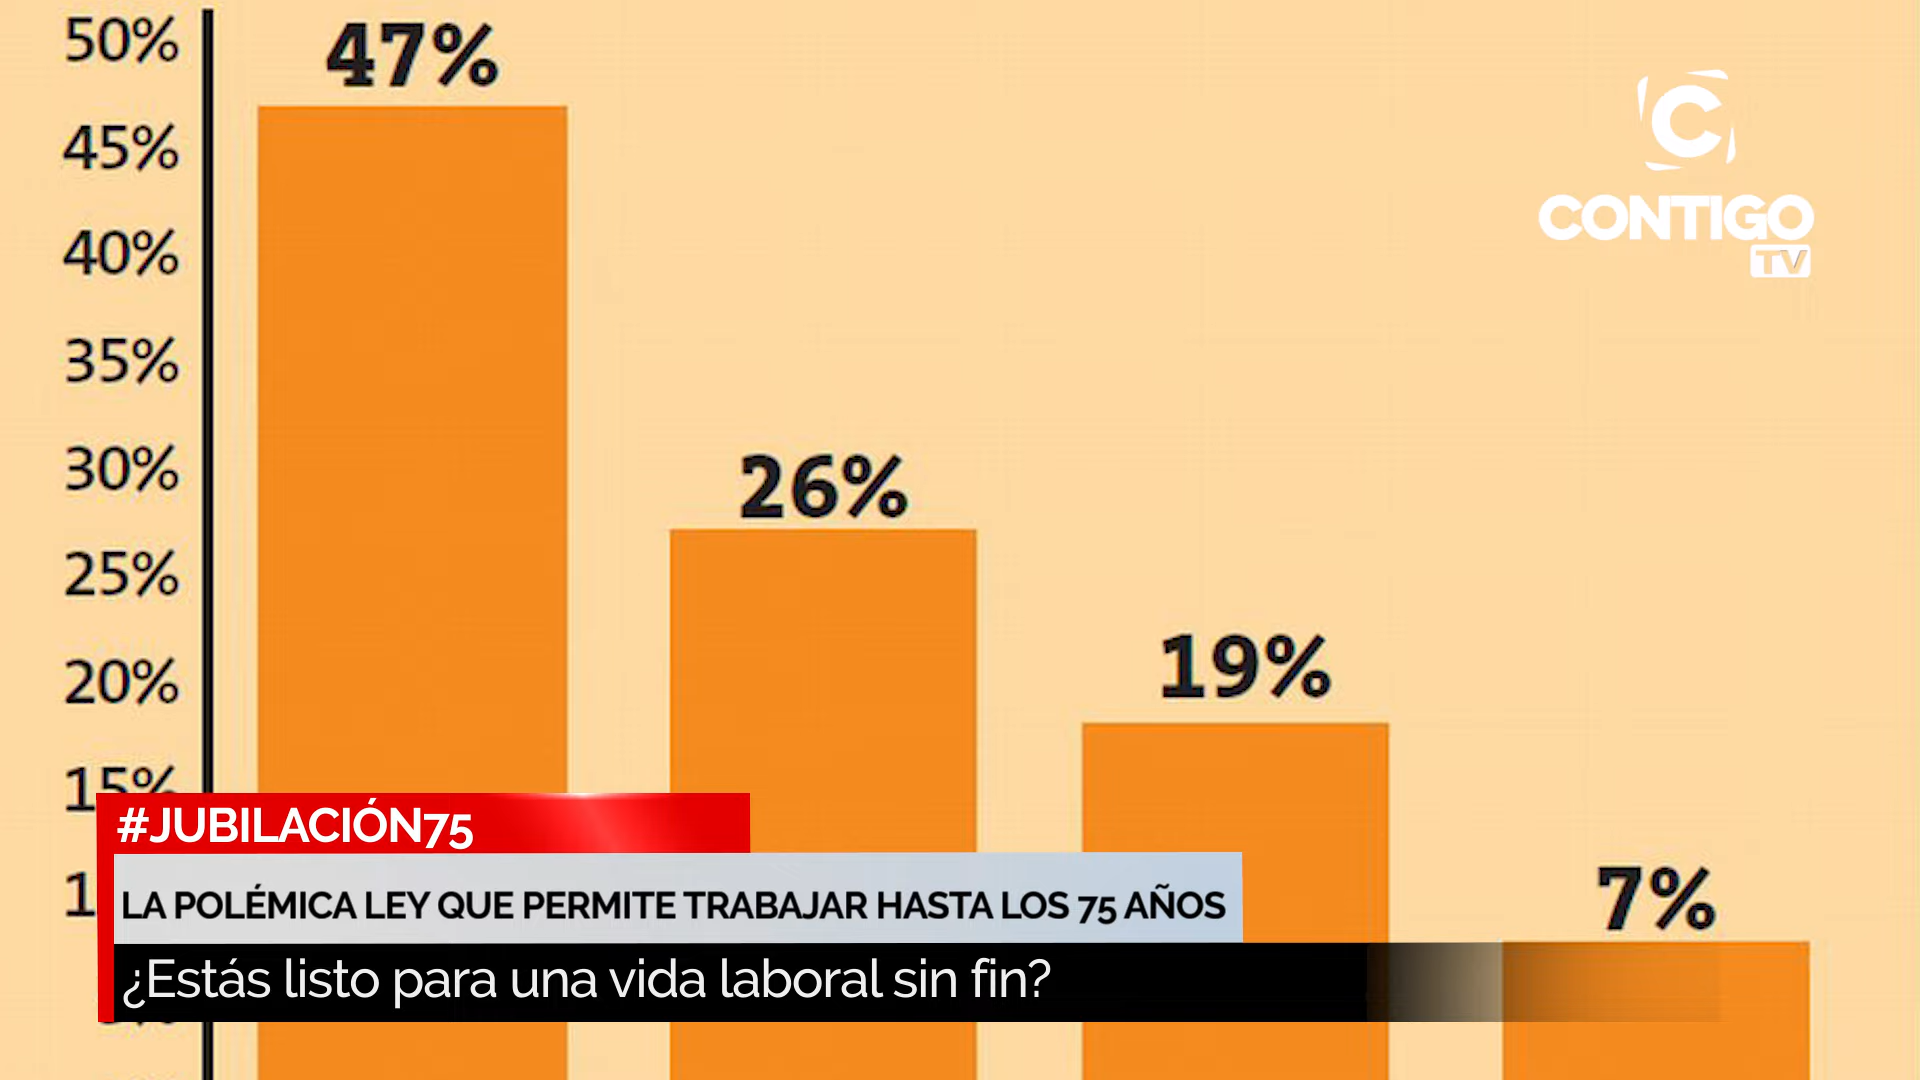 50%
47%
45%
40%
35%
30%
25%
20%
15%
26%
19%
7%
CONTIGO
TV
#JUBILACIÓN75
LA POLÉMICA LEY QUE PERMITE TRABAJAR HASTA LOS 75 AÑOS
¿Estás listo para una vida laboral sin fin?